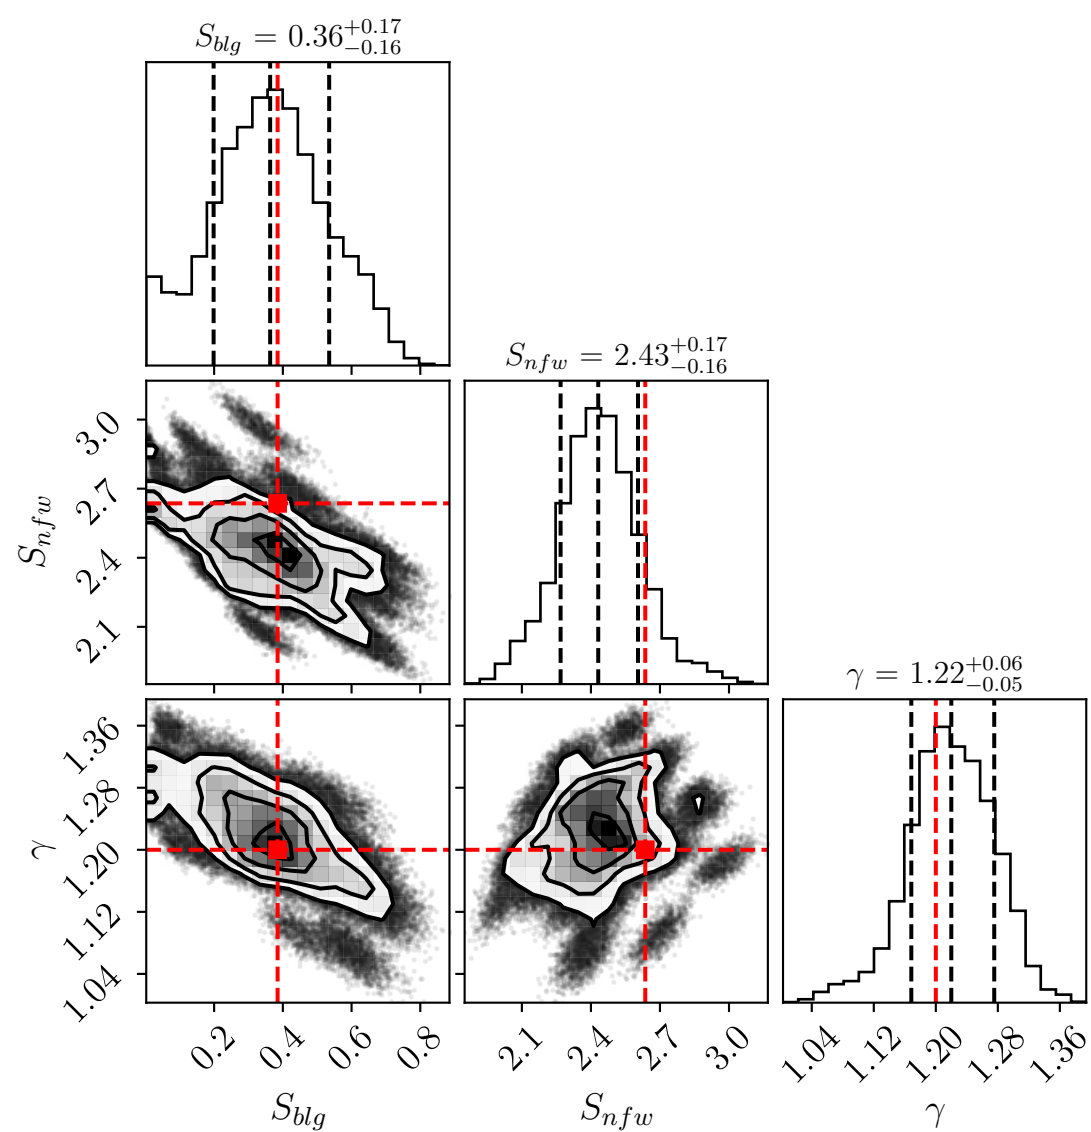 S_{blg} = 0.36^{+0.17}_{-0.16}
S_{nfw} = 2.43^{+0.17}_{-0.16}
3.0
2.7
2.4
2.1
S_{nfw}
γ = 1.22^{+0.06}_{-0.05}
1.36
1.28
1.20
1.12
1.04
γ
0.2 0.4 0.6 0.8 2.1 2.4 2.7 3.0 1.04 1.12 1.20 1.28 1.36
S_{blg} S_{nfw} γ